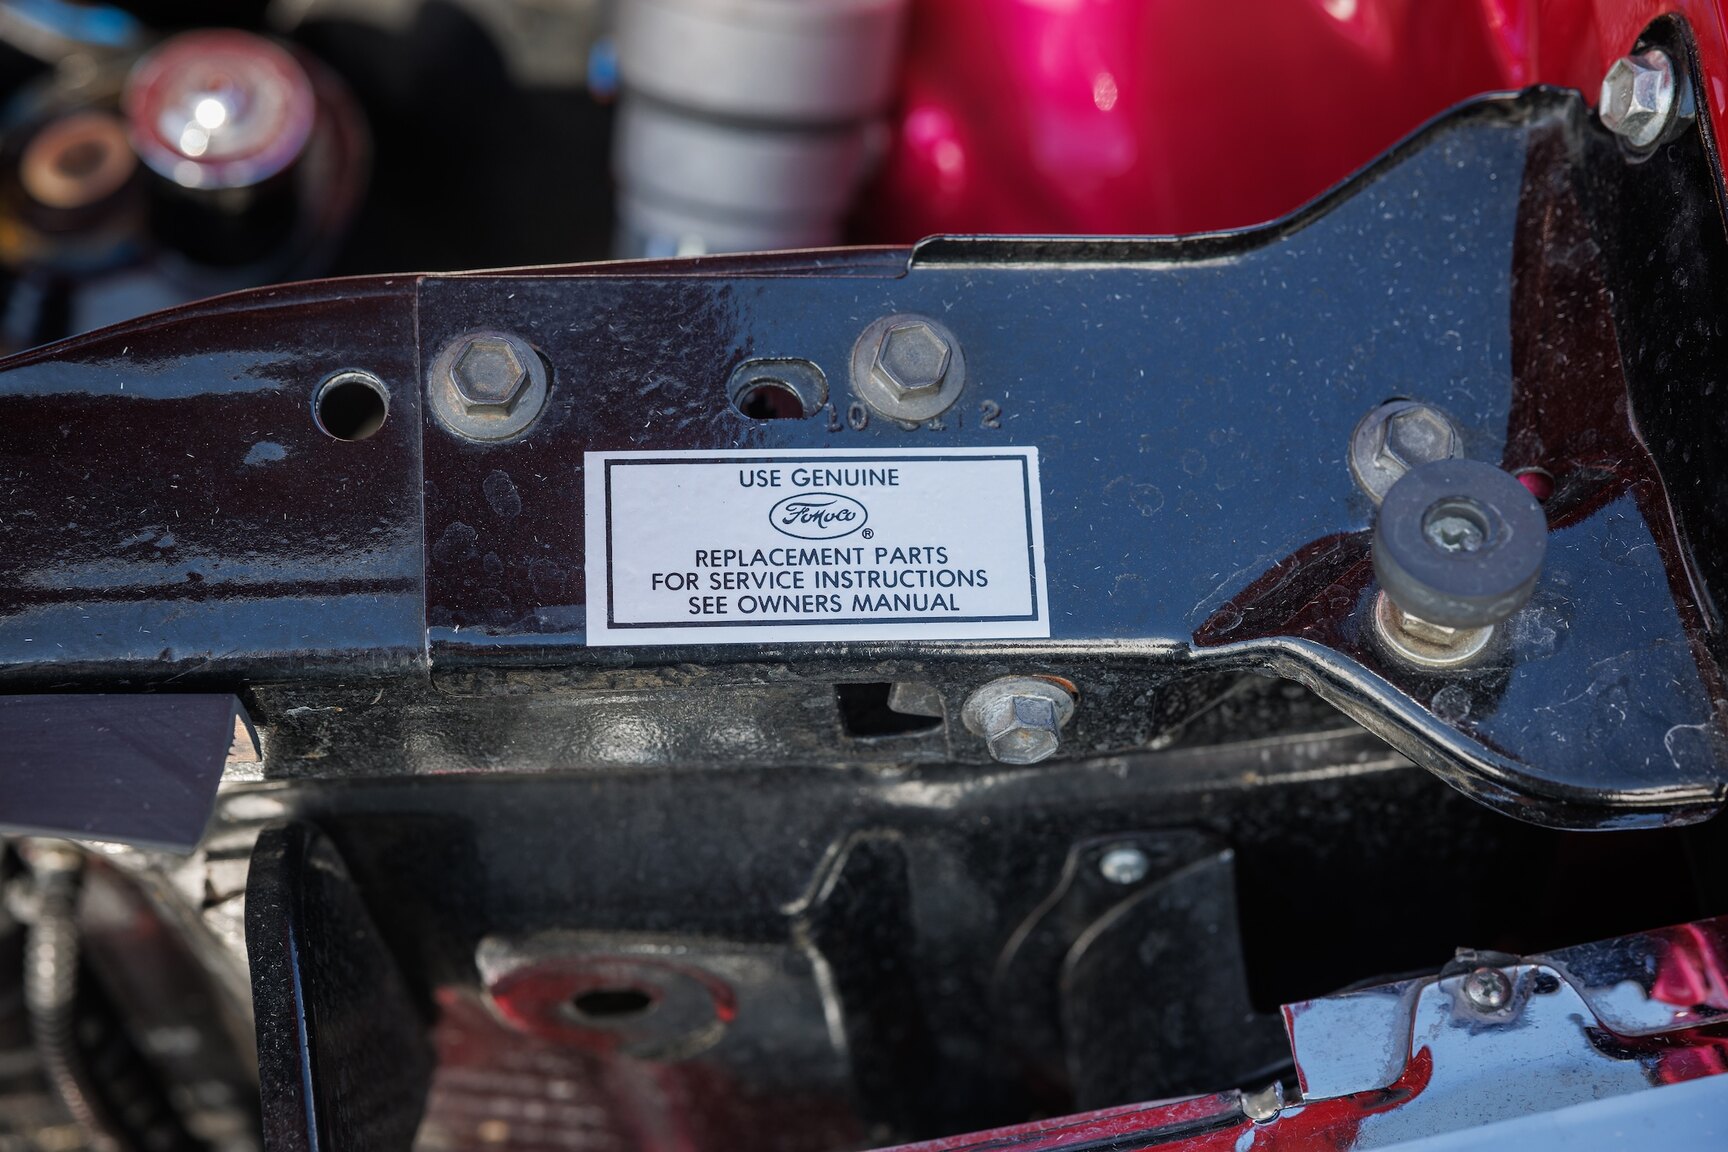 USE GENUINE
FoMoCo ®
REPLACEMENT PARTS
FOR SERVICE INSTRUCTIONS
SEE OWNERS MANUAL